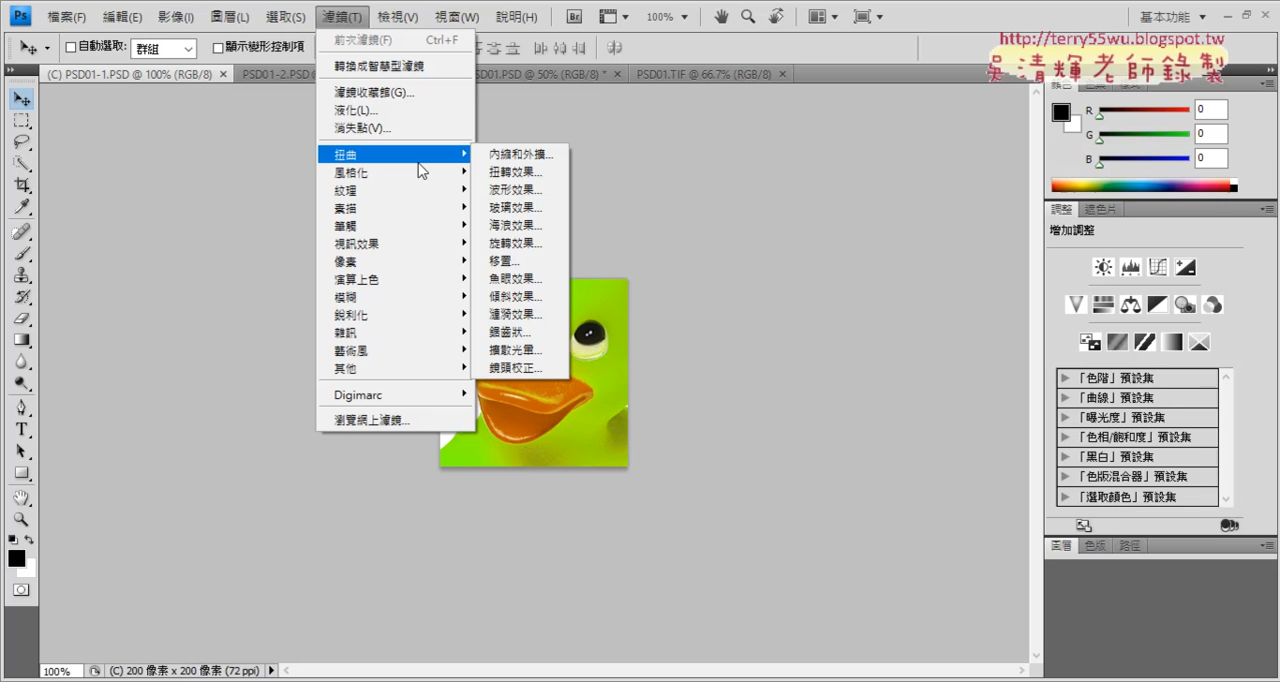 Ps 檔案(F) 編輯(E) 影像(I) 圖層(L) 選取(S) 濾鏡(T) 檢視(V) 視窗(W) 說明(H) Br 100% 基本功能
自動選取: 群組 顯示變形控制項
http://terry55wu.blogspot.tw
吳清輝老師錄製
(C) PSD01-1.PSD @ 100% (RGB/8) PSD01-2.PSD @ PSD01.PSD @ 50% (RGB/8) * PSD01.TIF @ 66.7% (RGB/8)
前次濾鏡(F) Ctrl+F
轉換成智慧型濾鏡
濾鏡收藏館(G)...
液化(L)...
消失點(V)...
扭曲
風格化
紋理
素描
筆觸
視訊效果
像素
演算上色
模糊
銳利化
雜訊
藝術風
其他
Digimarc
瀏覽網上濾鏡...
內縮和外擴...
扭轉效果...
波形效果...
玻璃效果...
海浪效果...
旋轉效果...
移置...
魚眼效果...
傾斜效果...
漣漪效果...
鋸齒狀...
擴散光暈...
鏡頭校正...
R 0
G 0
B 0
調整 遮色片
增加調整
「色階」預設集
「曲線」預設集
「曝光度」預設集
「色相/飽和度」預設集
「黑白」預設集
「色版混合器」預設集
「選取顏色」預設集
圖層 色版 路徑
T
100% (C) 200 像素 x 200 像素 (72 ppi)